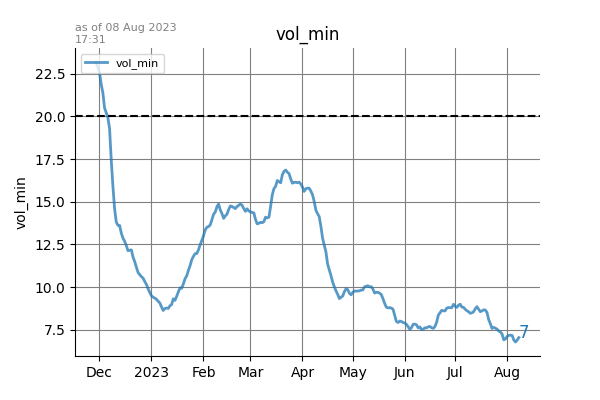 as of 08 Aug 2023
17:31
vol_min
vol_min
22.5
20.0
17.5
15.0
12.5
10.0
7.5
vol_min
7
Dec 2023 Feb Mar Apr May Jun Jul Aug